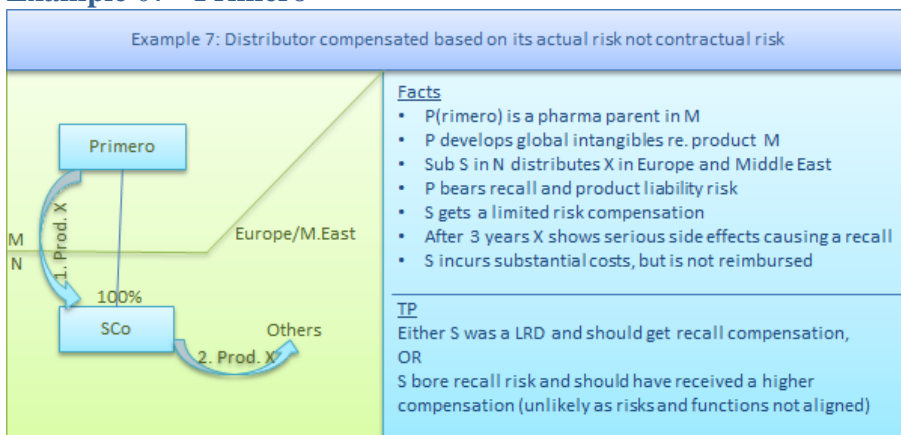 Example 7: Distributor compensated based on its actual risk not contractual risk
Primero
1. Prod. X
M
N
Europe/M.East
100%
SCo
Others
2. Prod. X
Facts
• P(rimero) is a pharma parent in M
• P develops global intangibles re. product M
• Sub S in N distributes X in Europe and Middle East
• P bears recall and product liability risk
• S gets a limited risk compensation
• After 3 years X shows serious side effects causing a recall
• S incurs substantial costs, but is not reimbursed
TP
Either S was a LRD and should get recall compensation,
OR
S bore recall risk and should have received a higher
compensation (unlikely as risks and functions not aligned)